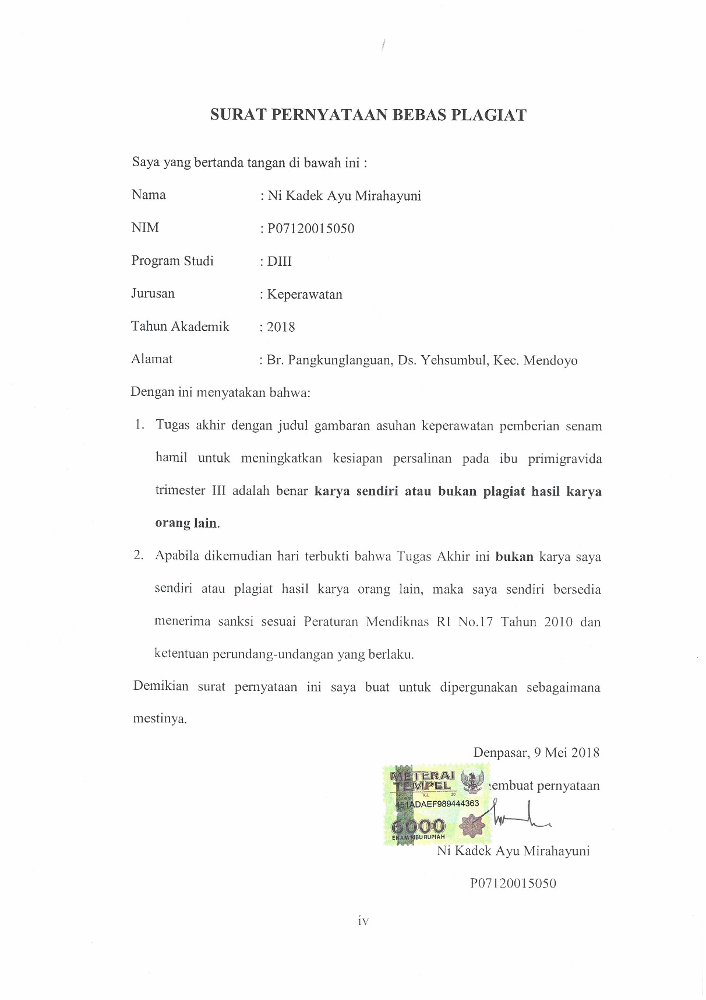 SURAT PERNYATAAN BEBAS PLAGIAT
Saya yang bertanda tangan di bawah ini :
Nama : Ni Kadek Ayu Mirahayuni
NIM : P07120015050
Program Studi : DIII
Jurusan : Keperawatan
Tahun Akademik : 2018
Alamat : Br. Pangkunglanguan, Ds. Yehsumbul, Kec. Mendoyo
Dengan ini menyatakan bahwa:
1. Tugas akhir dengan judul gambaran asuhan keperawatan pemberian senam
hamil untuk meningkatkan kesiapan persalinan pada ibu primigravida
trimester III adalah benar karya sendiri atau bukan plagiat hasil karya
orang lain.
2. Apabila dikemudian hari terbukti bahwa Tugas Akhir ini bukan karya saya
sendiri atau plagiat hasil karya orang lain, maka saya sendiri bersedia
menerima sanksi sesuai Peraturan Mendiknas RI No.17 Tahun 2010 dan
ketentuan perundang-undangan yang berlaku.
Demikian surat pernyataan ini saya buat untuk dipergunakan sebagaimana
mestinya.
Denpasar, 9 Mei 2018
embuat pernyataan
METERAI
TEMPEL
TGL 20
451ADAEF989444363
6000
ENAM RIBU RUPIAH
Ni Kadek Ayu Mirahayuni
P07120015050
iv